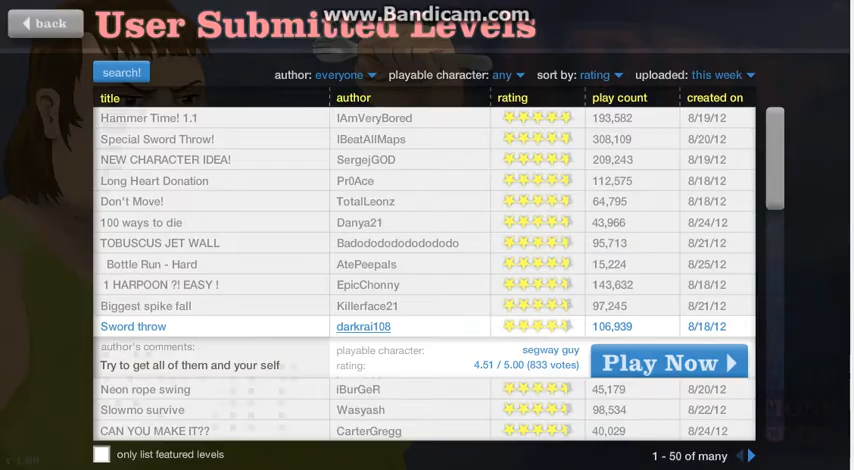 back
User Submitted Levels
www.Bandicam.com
search!
author: everyone playable character: any sort by: rating uploaded: this week
title author rating play count created on
Hammer Time! 1.1 IAmVeryBored 193,582 8/19/12
Special Sword Throw! IBeatAllMaps 308,109 8/20/12
NEW CHARACTER IDEA! SergejGOD 209,243 8/19/12
Long Heart Donation Pr0Ace 112,575 8/18/12
Don't Move! TotalLeonz 64,795 8/18/12
100 ways to die Danya21 43,966 8/24/12
TOBUSCUS JET WALL Badodododododododo 95,713 8/21/12
Bottle Run - Hard AtePeepals 15,224 8/25/12
1 HARPOON ?! EASY ! EpicChonny 143,632 8/18/12
Biggest spike fall Killerface21 97,245 8/21/12
Sword throw darkrai108 106,939 8/18/12
author's comments:
Try to get all of them and your self
playable character: segway guy
rating: 4.51 / 5.00 (833 votes)
Play Now
Neon rope swing iBurGeR 45,179 8/20/12
Slowmo survive Wasyash 98,534 8/22/12
CAN YOU MAKE IT?? CarterGregg 40,029 8/24/12
only list featured levels
1 - 50 of many